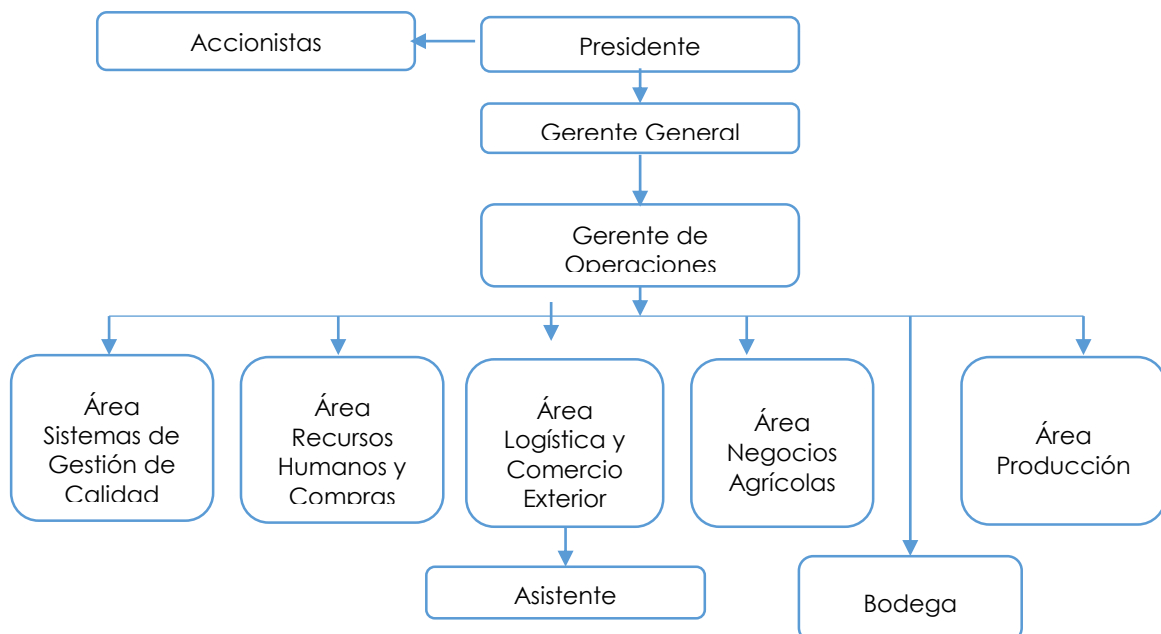 Accionistas
Presidente
Gerente General
Gerente de
Operaciones
Área
Sistemas de
Gestión de
Calidad
Área
Recursos
Humanos y
Compras
Área
Logística y
Comercio
Exterior
Área
Negocios
Agrícolas
Área
Producción
Asistente
Bodega